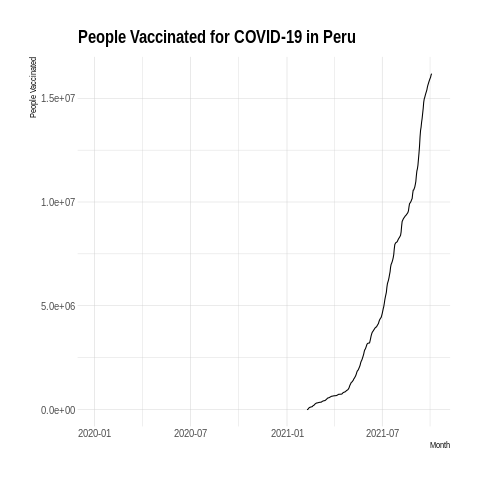 People Vaccinated for COVID-19 in Peru
People Vaccinated
1.5e+07
1.0e+07
5.0e+06
0.0e+00
2020-01 2020-07 2021-01 2021-07
Month